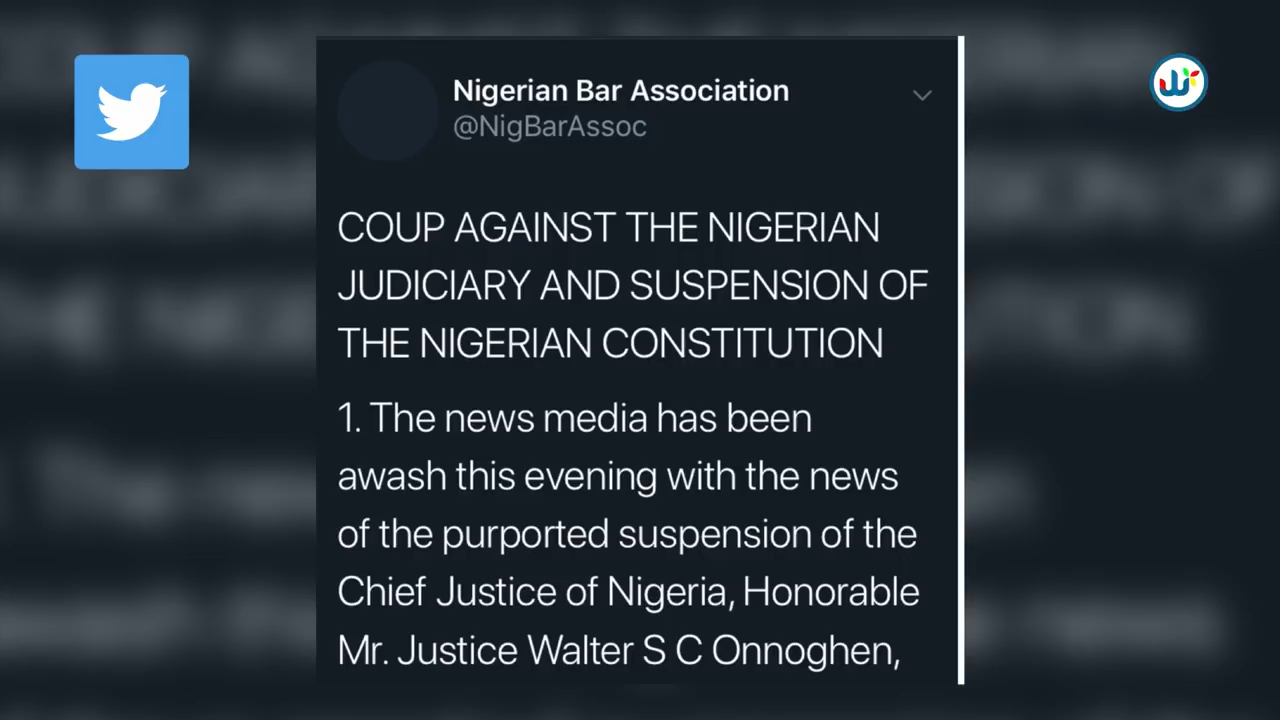 Nigerian Bar Association
@NigBarAssoc
COUP AGAINST THE NIGERIAN
JUDICIARY AND SUSPENSION OF
THE NIGERIAN CONSTITUTION
1. The news media has been
awash this evening with the news
of the purported suspension of the
Chief Justice of Nigeria, Honorable
Mr. Justice Walter S C Onnoghen,